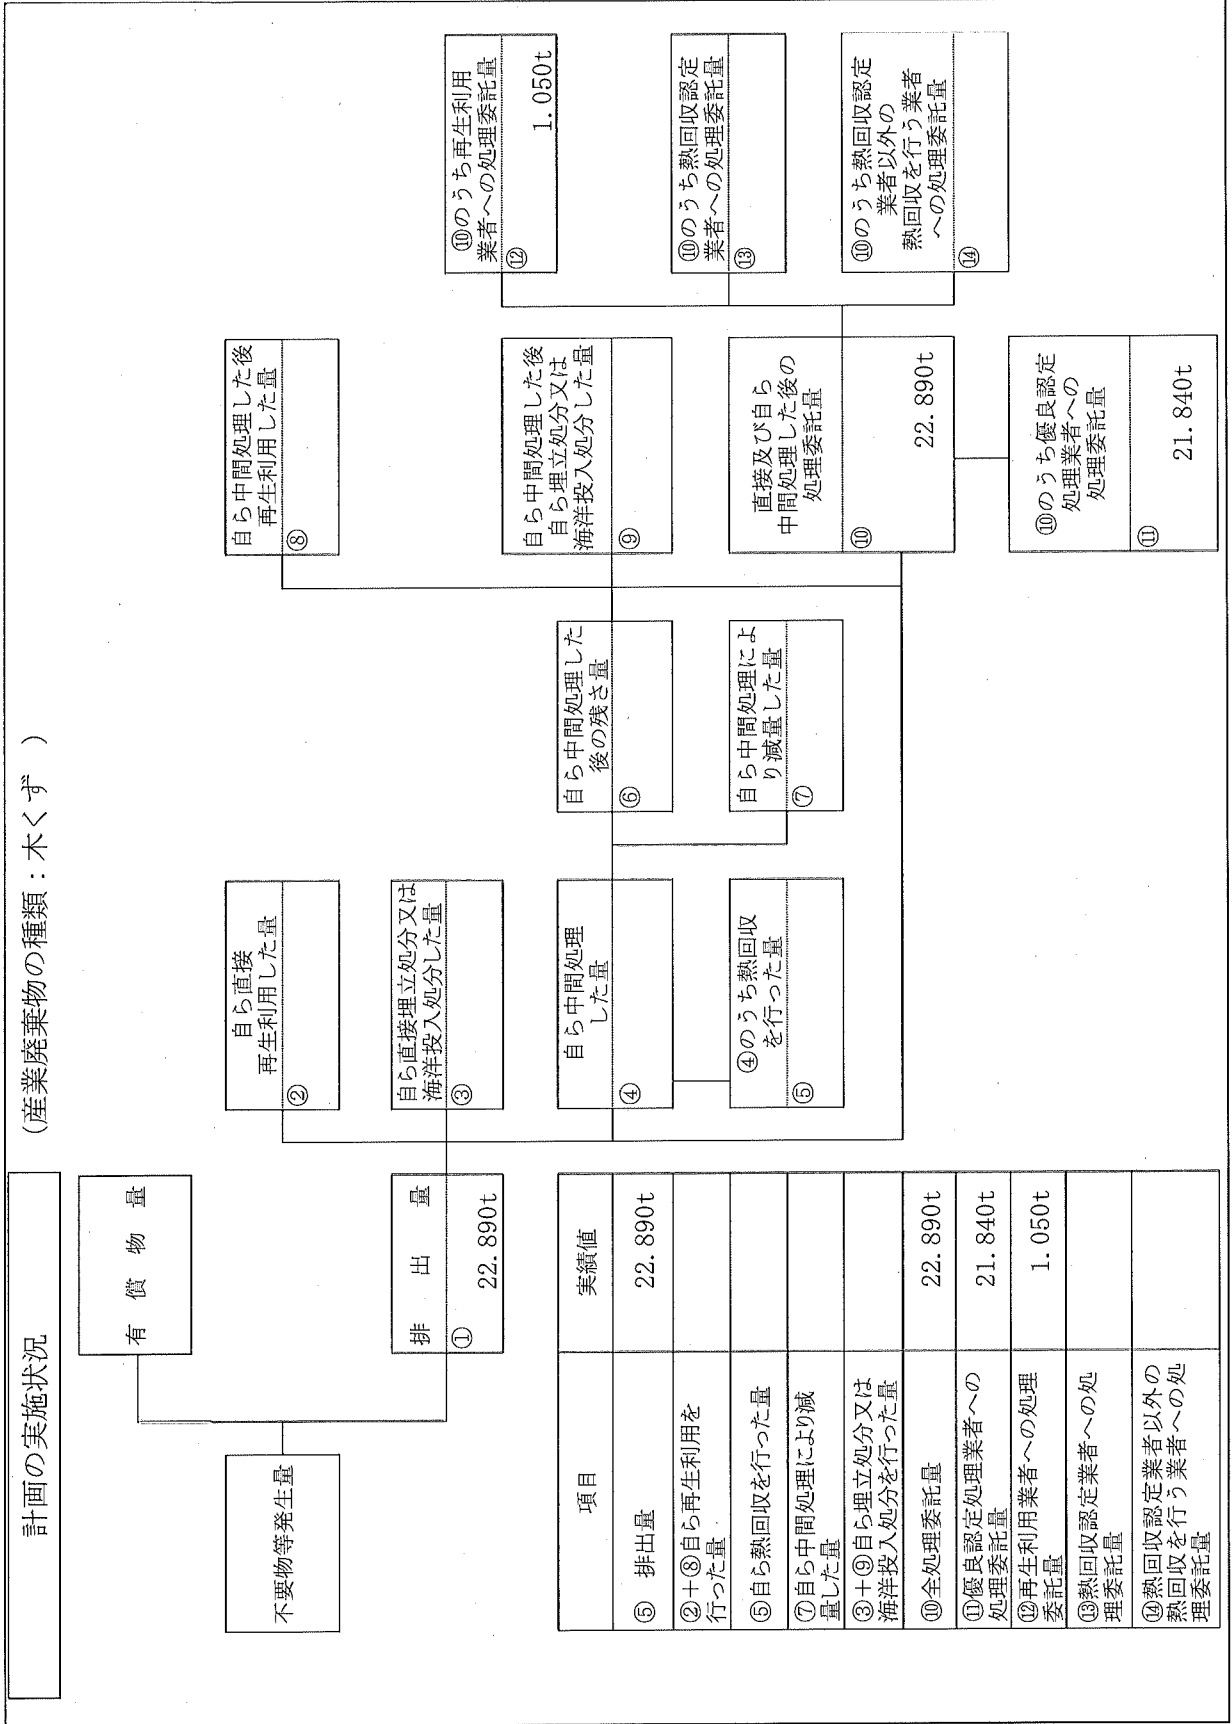 計画の実施状況
(産業廃棄物の種類：木くず　)
不要物等発生量
有　償　物　量
排　出　量
①
22.890t
自ら直接
再生利用した量
②
自ら直接埋立処分又は
海洋投入処分した量
③
自ら中間処理
した量
④
④のうち熱回収
を行った量
⑤
自ら中間処理した
後の残さ量
⑥
自ら中間処理によ
り減量した量
⑦
自ら中間処理した後
再生利用した量
⑧
自ら中間処理した後
自ら埋立処分又は
海洋投入処分した量
⑨
直接及び自ら
中間処理した後の
処理委託量
⑩
22.890t
⑩のうち優良認定
処理業者への
処理委託量
⑪
21.840t
⑩のうち再生利用
業者への処理委託量
⑫
1.050t
⑩のうち熱回収認定
業者への処理委託量
⑬
⑩のうち熱回収認定
業者以外の
熱回収を行う業者
への処理委託量
⑭
項目　実績値
⑤　排出量　22.890t
②＋⑧自ら再生利用を
行った量
⑤自ら熱回収を行った量
⑦自ら中間処理により減
量した量
③＋⑨自ら埋立処分又は
海洋投入処分を行った量
⑩全処理委託量　22.890t
⑪優良認定処理業者への
処理委託量　21.840t
⑫再生利用業者への処理
委託量　1.050t
⑬熱回収認定業者への処
理委託量
⑭熱回収認定業者以外の
熱回収を行う業者への処
理委託量